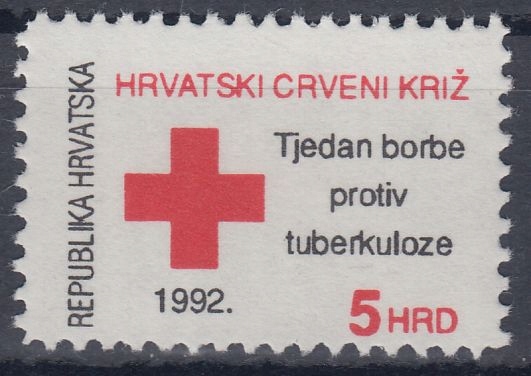 REPUBLIKA HRVATSKA
HRVATSKI CRVENI KRIŽ
Tjedan borbe
protiv
tuberkuloze
1992.
5 HRD